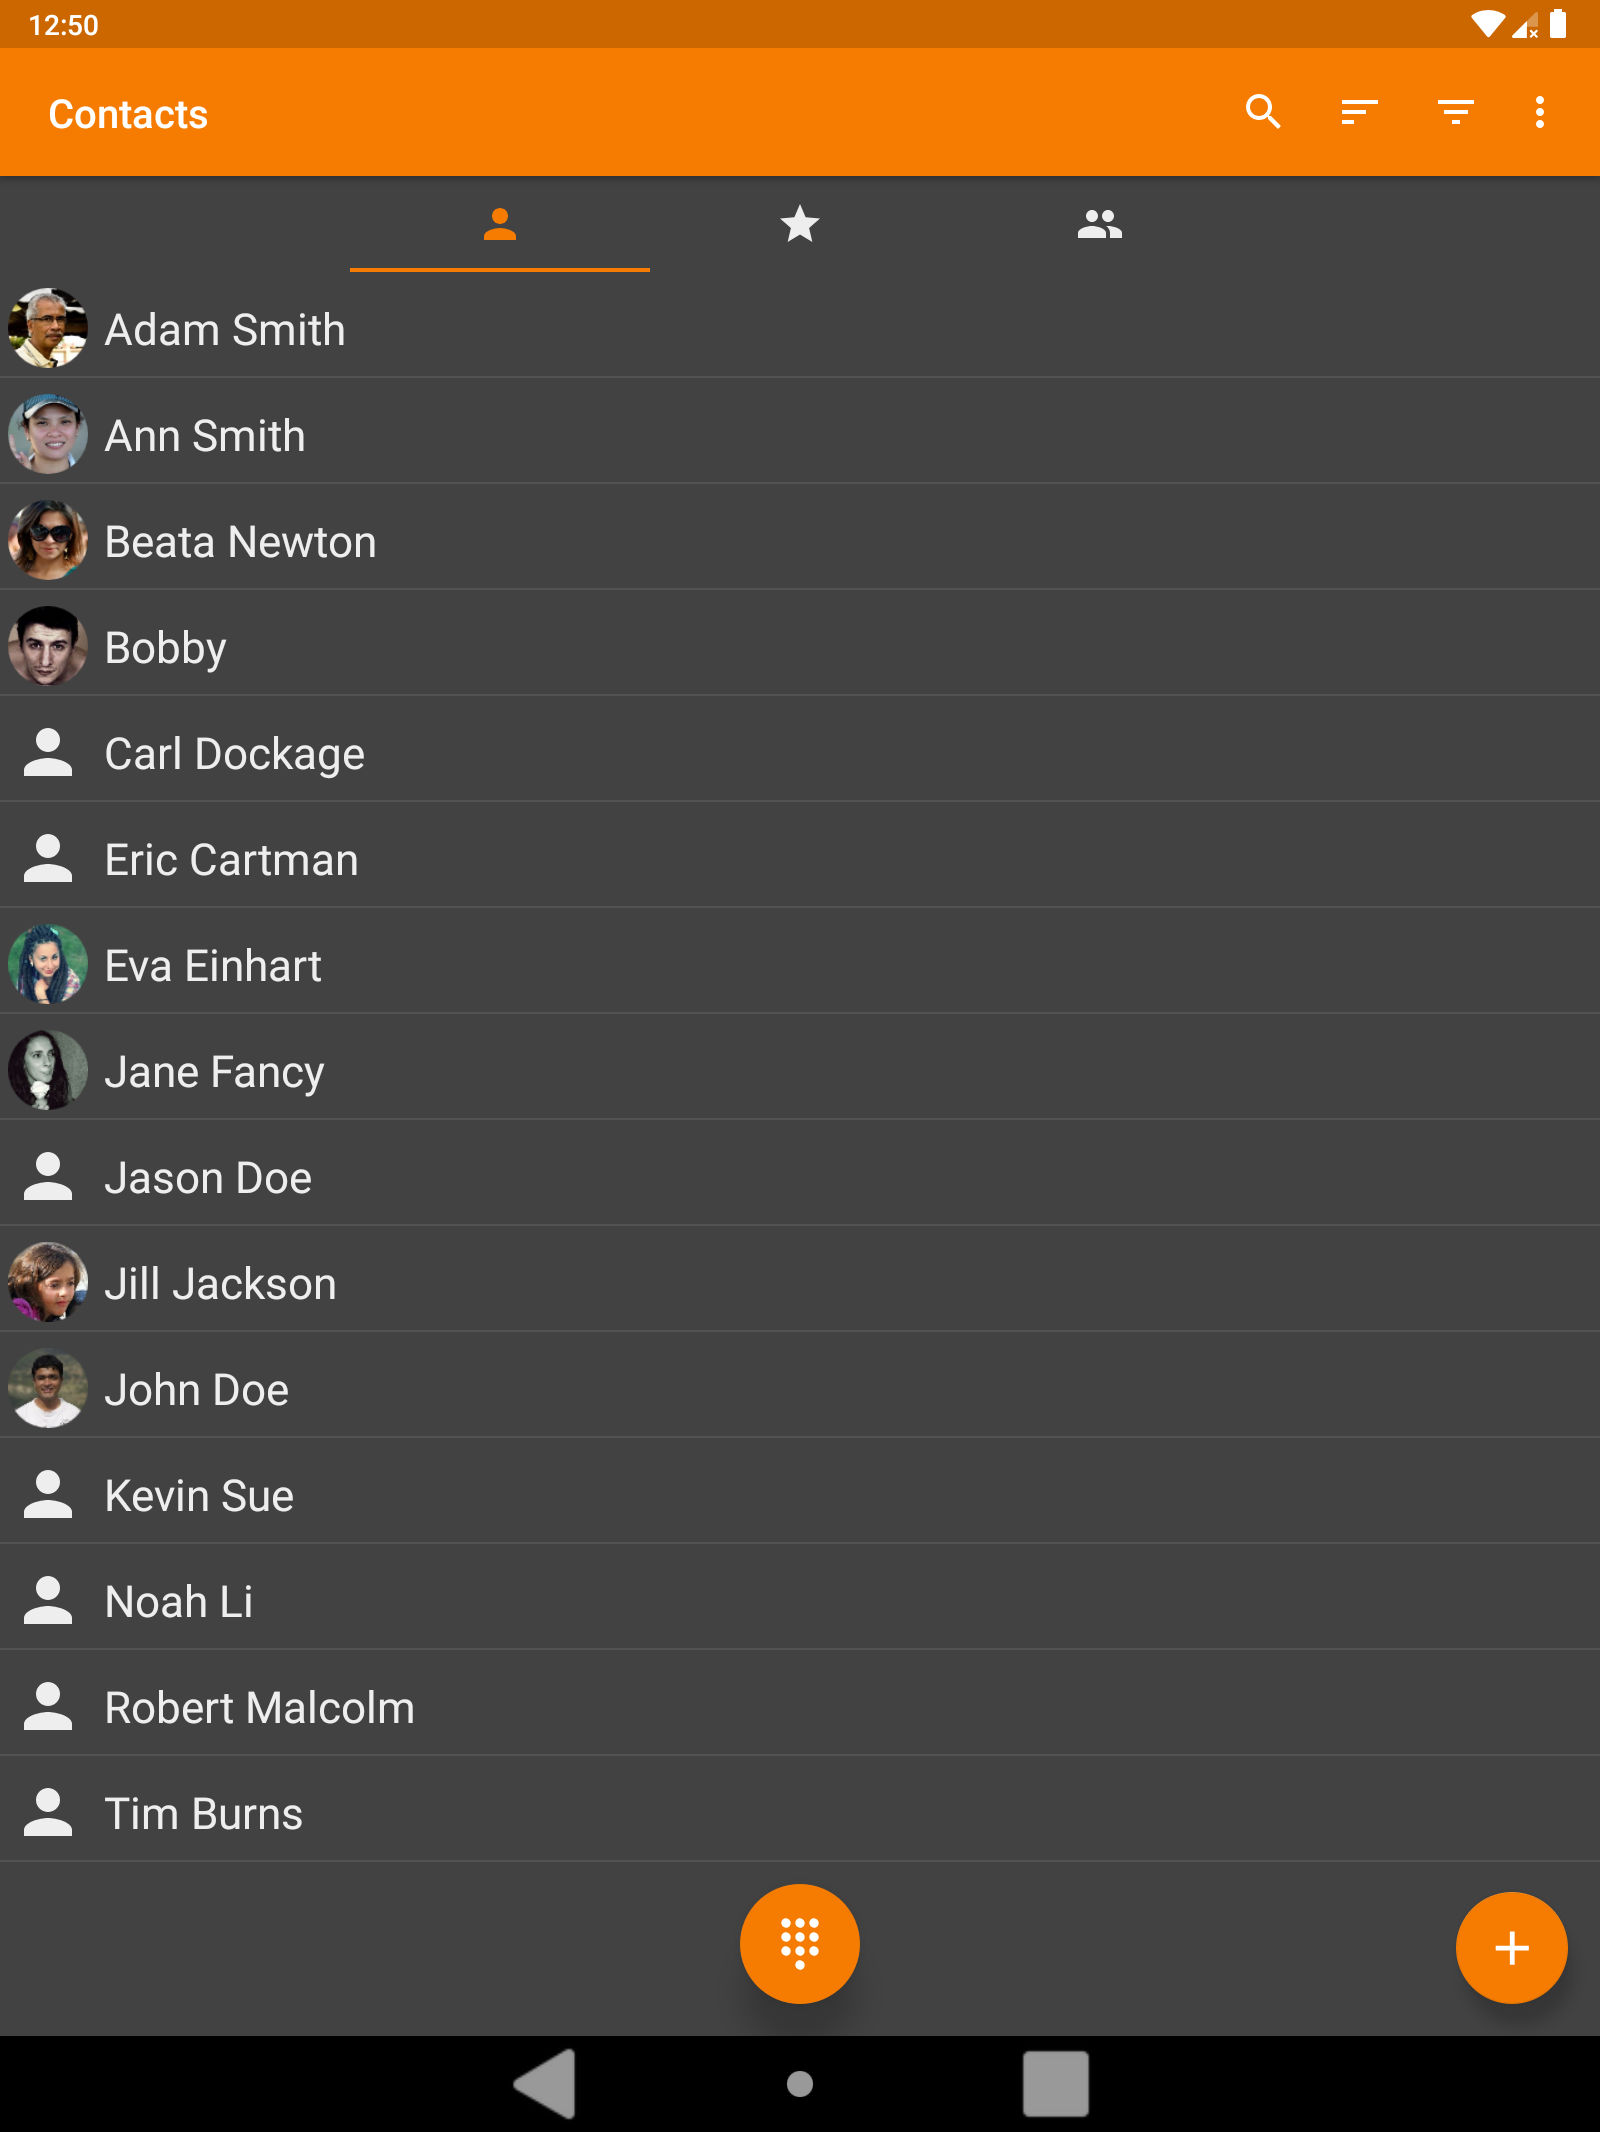 12:50
Contacts
Adam Smith
Ann Smith
Beata Newton
Bobby
Carl Dockage
Eric Cartman
Eva Einhart
Jane Fancy
Jason Doe
Jill Jackson
John Doe
Kevin Sue
Noah Li
Robert Malcolm
Tim Burns